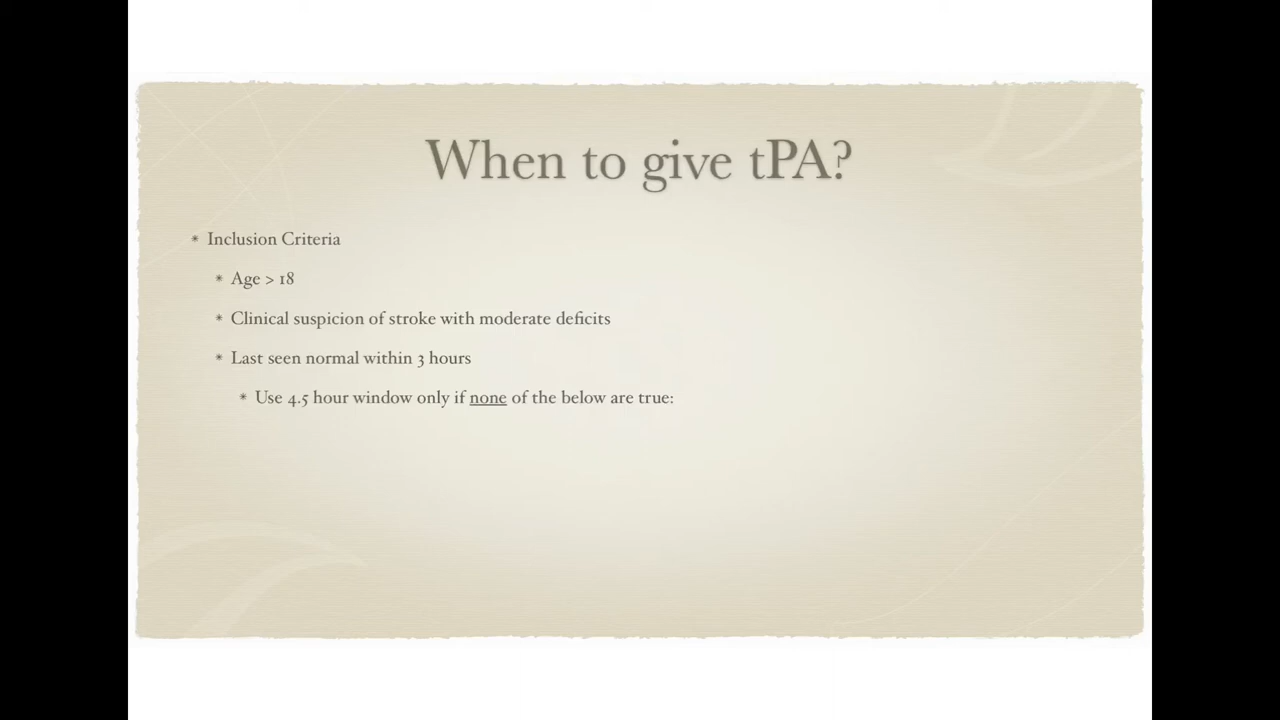 When to give tPA?
* Inclusion Criteria
* Age > 18
* Clinical suspicion of stroke with moderate deficits
* Last seen normal within 3 hours
* Use 4.5 hour window only if none of the below are true: